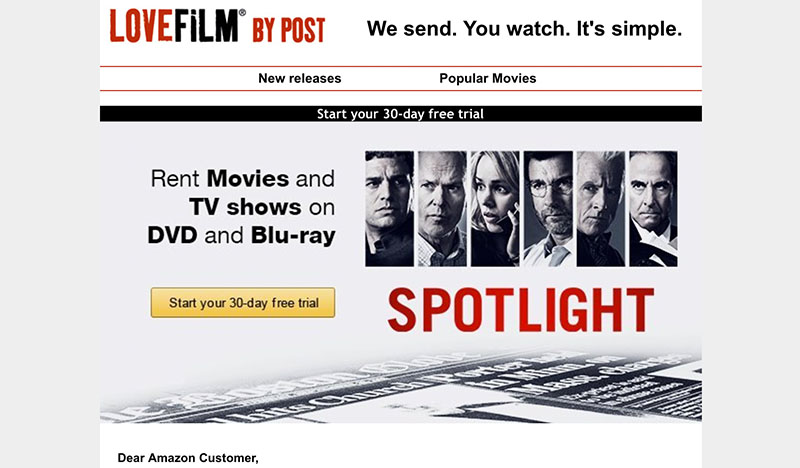 LOVEFiLM® BY POST
We send. You watch. It's simple.
New releases
Popular Movies
Start your 30-day free trial
Rent Movies and
TV shows on
DVD and Blu-ray
Start your 30-day free trial
SPOTLIGHT
Dear Amazon Customer,